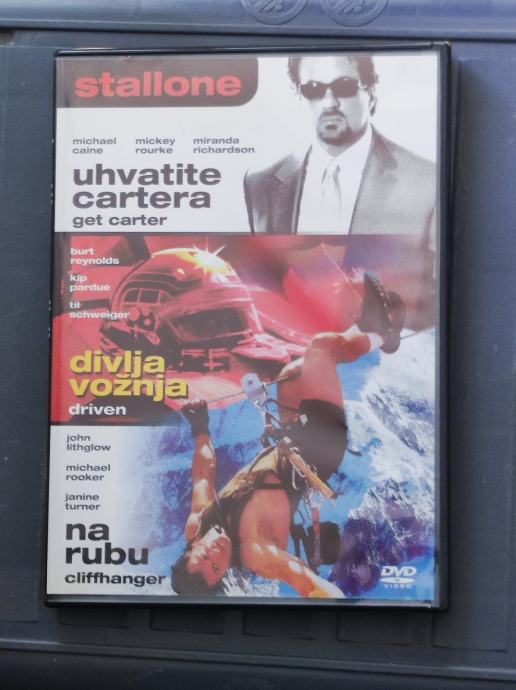 stallone
michael caine
mickey rourke
miranda richardson
uhvatite
cartera
get carter
burt
reynolds
kip
pardue
til
schweiger
divlja
vožnja
driven
john
lithglow
michael
rooker
janine
turner
na
rubu
cliffhanger
DVD
VIDEO